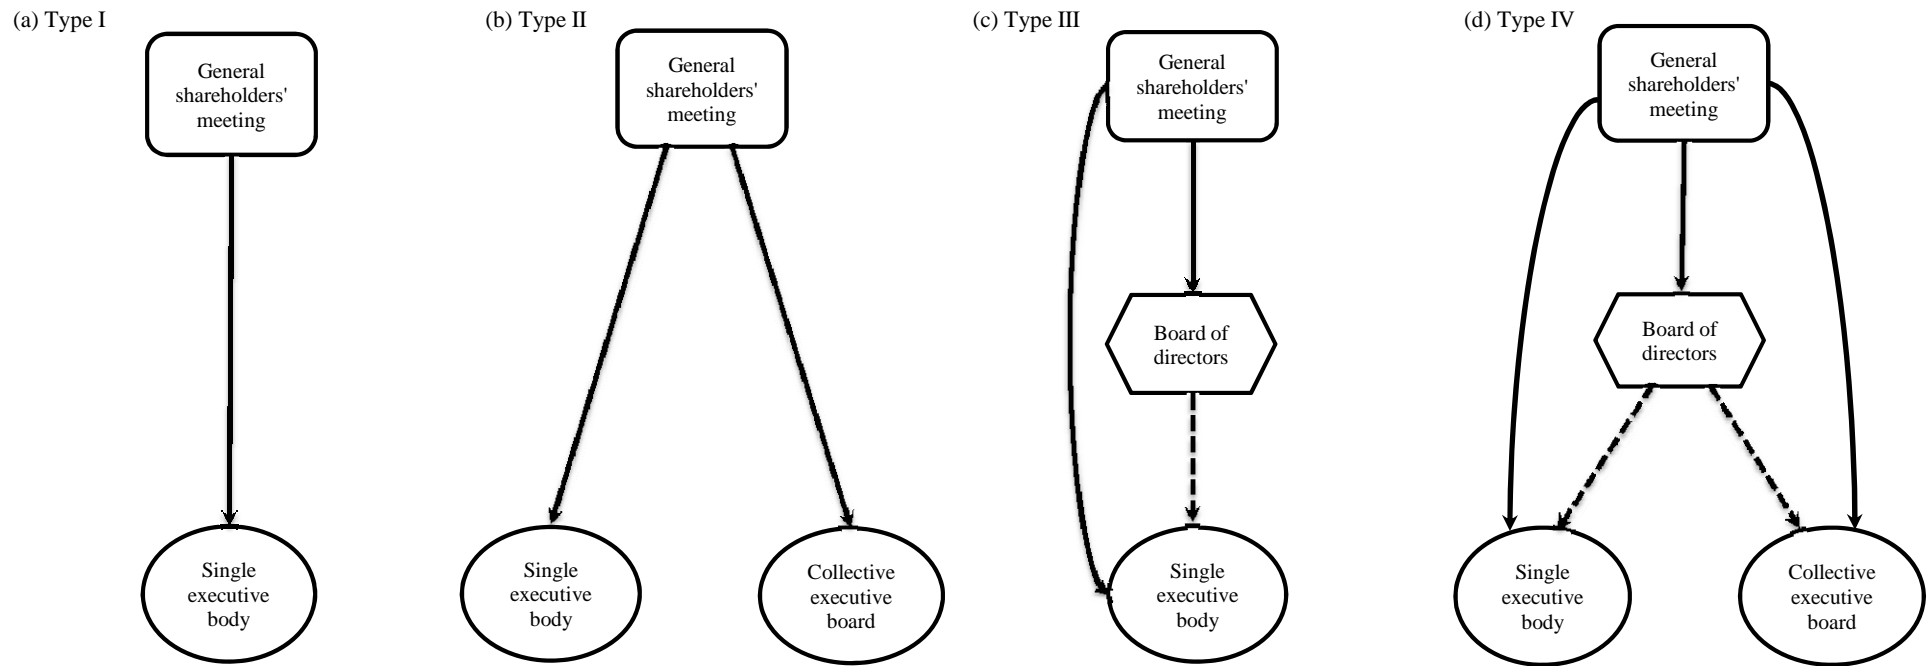 (a) Type I
General
shareholders'
meeting
Single
executive
body
(b) Type II
General
shareholders'
meeting
Single
executive
body
Collective
executive
board
(c) Type III
General
shareholders'
meeting
Board of
directors
Single
executive
body
(d) Type IV
General
shareholders'
meeting
Board of
directors
Single
executive
body
Collective
executive
board